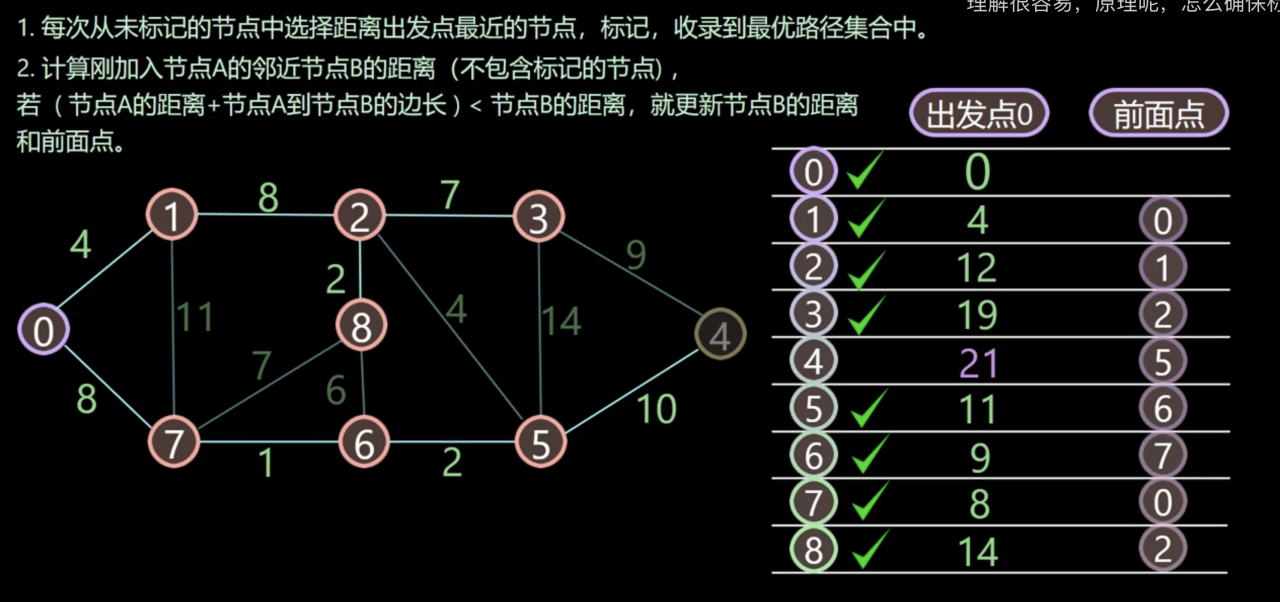 理解很容易，原理呢，怎么确保
1. 每次从未标记的节点中选择距离出发点最近的节点，标记，收录到最优路径集合中。
2. 计算刚加入节点A的邻近节点B的距离（不包含标记的节点)，
若（节点A的距离+节点A到节点B的边长）< 节点B的距离，就更新节点B的距离
和前面点。
出发点0 前面点
0 0
1 4 0
2 12 1
3 19 2
4 21 5
5 11 6
6 9 7
7 8 0
8 14 2
8 7
1 2 3
4 9
2
11 8 4 14
0 4
7
6
8 10
7 6 5
1 2